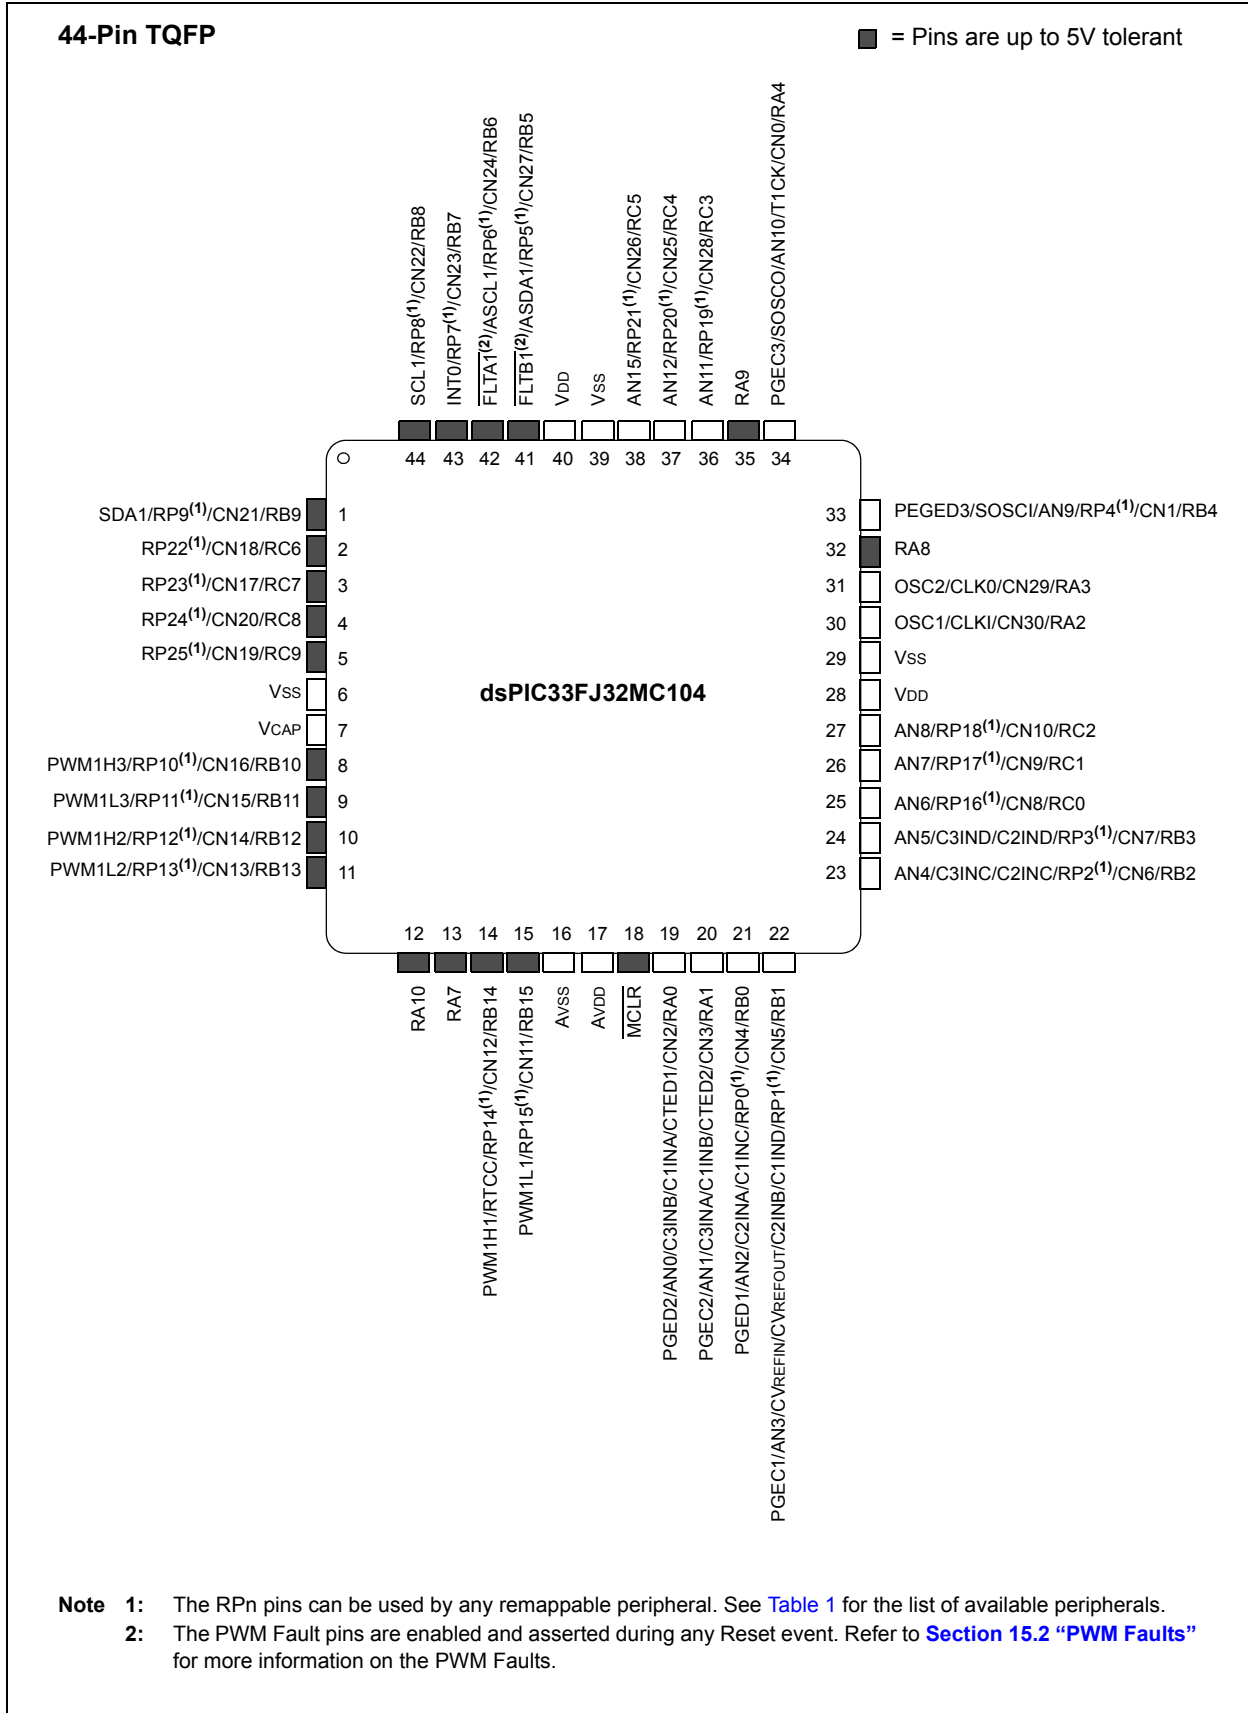 44-Pin TQFP
= Pins are up to 5V tolerant
SCL1/RP8(1)/CN22/RB8
INT0/RP7(1)/CN23/RB7
FLTA1(2)/ASCL1/RP6(1)/CN24/RB6
FLTB1(2)/ASDA1/RP5(1)/CN27/RB5
VDD
VSS
AN15/RP21(1)/CN26/RC5
AN12/RP20(1)/CN25/RC4
AN11/RP19(1)/CN28/RC3
RA9
PGEC3/SOSCO/AN10/T1CK/CN0/RA4
44 43 42 41 40 39 38 37 36 35 34
SDA1/RP9(1)/CN21/RB9 1
RP22(1)/CN18/RC6 2
RP23(1)/CN17/RC7 3
RP24(1)/CN20/RC8 4
RP25(1)/CN19/RC9 5
VSS 6
VCAP 7
PWM1H3/RP10(1)/CN16/RB10 8
PWM1L3/RP11(1)/CN15/RB11 9
PWM1H2/RP12(1)/CN14/RB12 10
PWM1L2/RP13(1)/CN13/RB13 11
dsPIC33FJ32MC104
33 PEGED3/SOSCI/AN9/RP4(1)/CN1/RB4
32 RA8
31 OSC2/CLK0/CN29/RA3
30 OSC1/CLKI/CN30/RA2
29 VSS
28 VDD
27 AN8/RP18(1)/CN10/RC2
26 AN7/RP17(1)/CN9/RC1
25 AN6/RP16(1)/CN8/RC0
24 AN5/C3IND/C2IND/RP3(1)/CN7/RB3
23 AN4/C3INC/C2INC/RP2(1)/CN6/RB2
12 13 14 15 16 17 18 19 20 21 22
RA10
RA7
PWM1H1/RTCC/RP14(1)/CN12/RB14
PWM1L1/RP15(1)/CN11/RB15
AVSS
AVDD
MCLR
PGED2/AN0/C3INB/C1INA/CTED1/CN2/RA0
PGEC2/AN1/C3INA/C1INB/CTED2/CN3/RA1
PGED1/AN2/C2INA/C1INC/RP0(1)/CN4/RB0
PGEC1/AN3/CVREFIN/CVREFOUT/C2INB/C1IND/RP1(1)/CN5/RB1
Note 1: The RPn pins can be used by any remappable peripheral. See Table 1 for the list of available peripherals.
2: The PWM Fault pins are enabled and asserted during any Reset event. Refer to Section 15.2 “PWM Faults”
for more information on the PWM Faults.